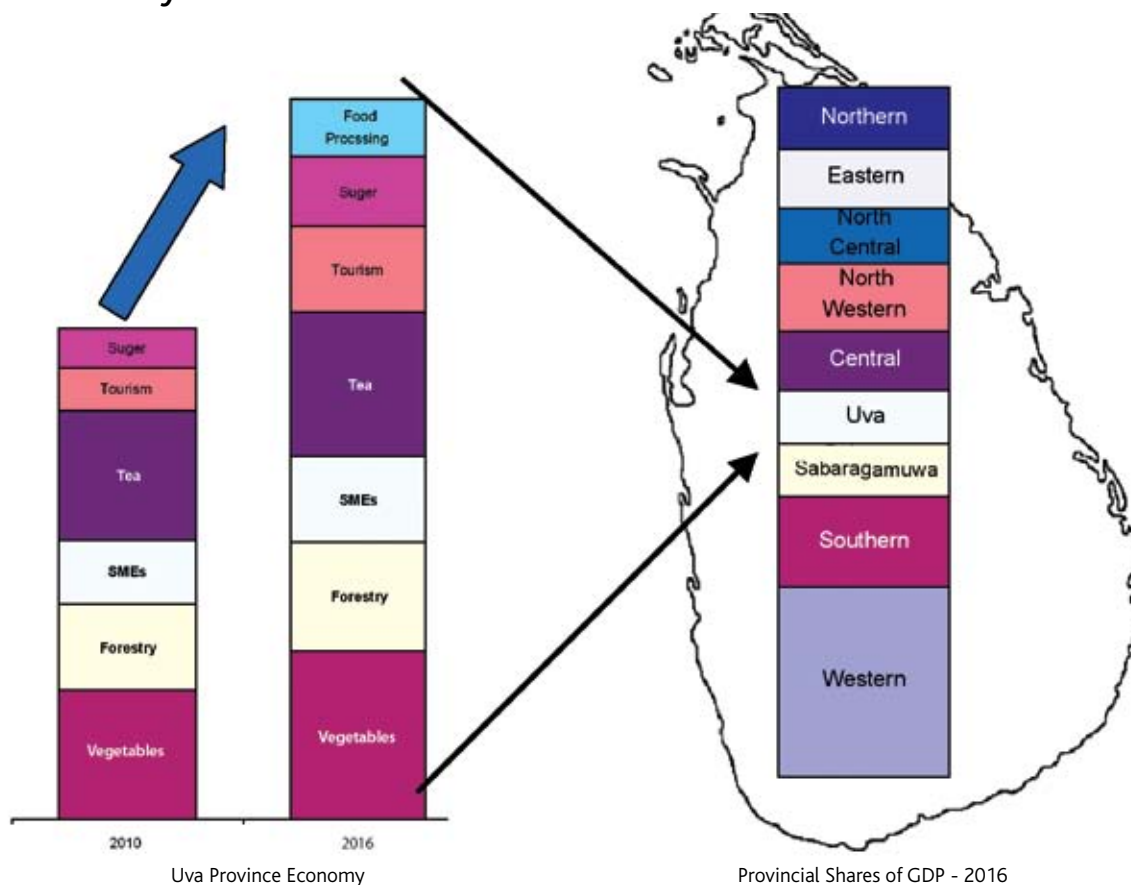 Food
Procssing
Suger
Tourism
Tea
SMEs
Forestry
Vegetables
2016
Suger
Tourism
Tea
SMEs
Forestry
Vegetables
2010
Uva Province Economy
Northern
Eastern
North
Central
North
Western
Central
Uva
Sabaragamuwa
Southern
Western
Provincial Shares of GDP - 2016